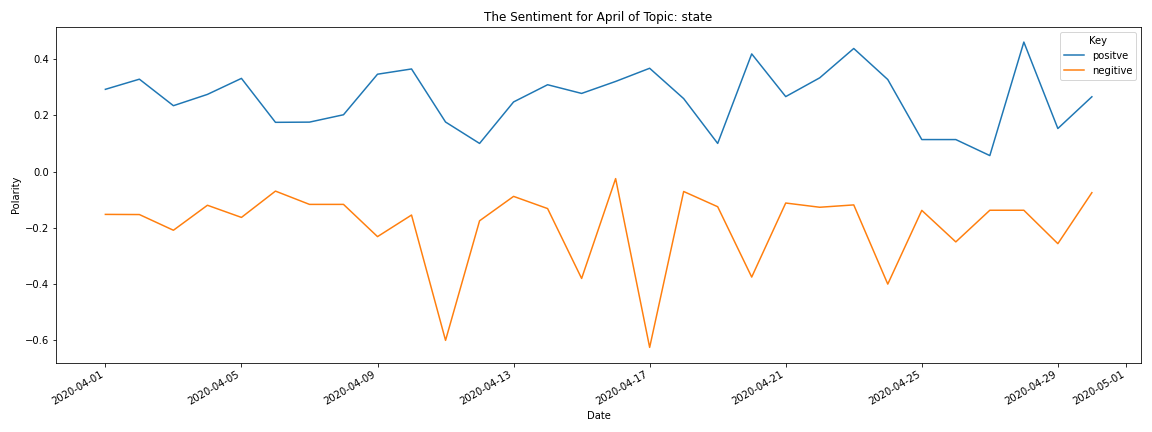 The Sentiment for April of Topic: state
Key
positve
negitive
Polarity
0.4
0.2
0.0
−0.2
−0.4
−0.6
2020-04-01
2020-04-05
2020-04-09
2020-04-13
2020-04-17
2020-04-21
2020-04-25
2020-04-29
2020-05-01
Date